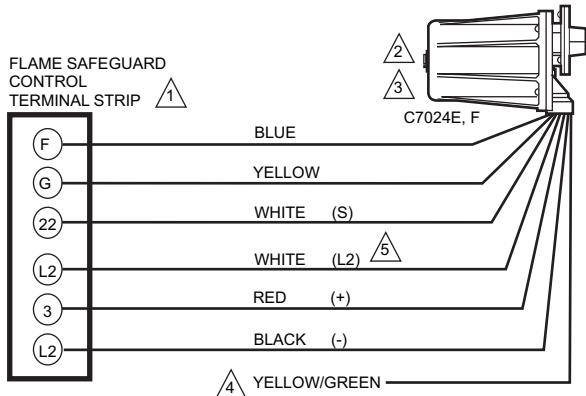 FLAME SAFEGUARD
CONTROL
TERMINAL STRIP 1
2
3
C7024E, F
F BLUE
G YELLOW
22 WHITE (S)
L2 WHITE (L2) 5
3 RED (+)
L2 BLACK (-)
4 YELLOW/GREEN